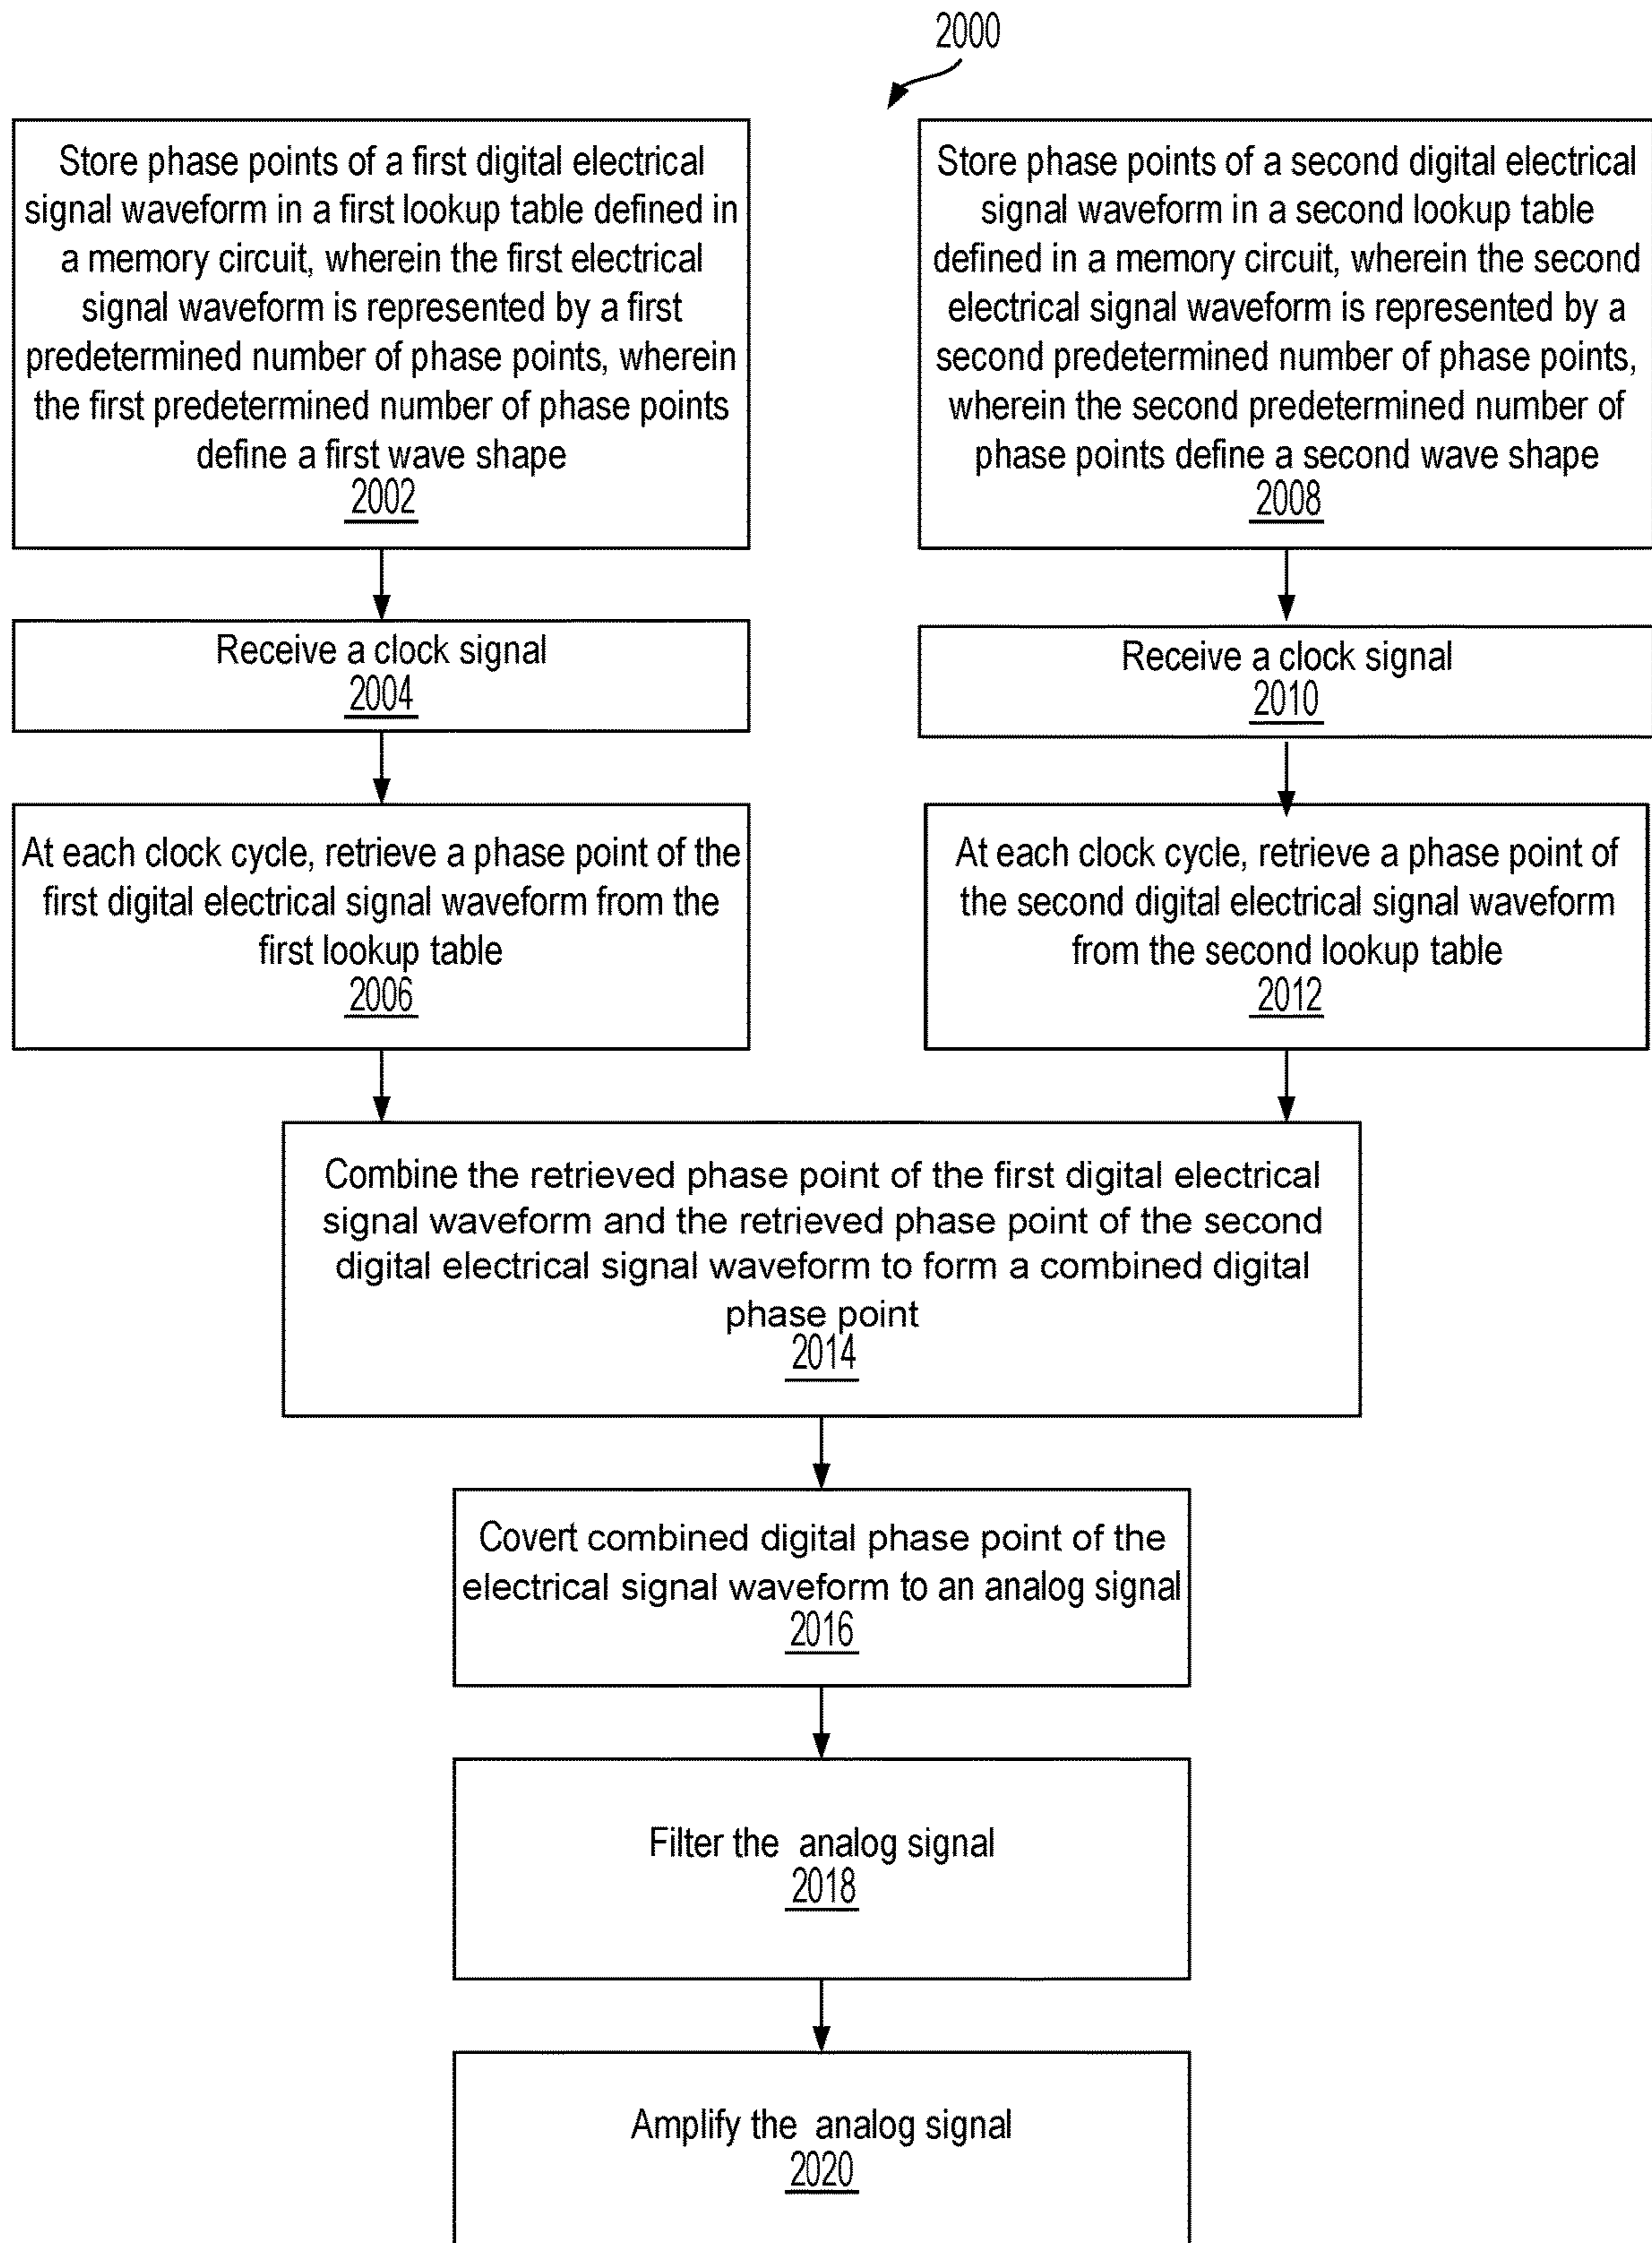 2000
Store phase points of a first digital electrical
signal waveform in a first lookup table defined in
a memory circuit, wherein the first electrical
signal waveform is represented by a first
predetermined number of phase points, wherein
the first predetermined number of phase points
define a first wave shape
2002
Store phase points of a second digital electrical
signal waveform in a second lookup table
defined in a memory circuit, wherein the second
electrical signal waveform is represented by a
second predetermined number of phase points,
wherein the second predetermined number of
phase points define a second wave shape
2008
Receive a clock signal
2004
Receive a clock signal
2010
At each clock cycle, retrieve a phase point of the
first digital electrical signal waveform from the
first lookup table
2006
At each clock cycle, retrieve a phase point of
the second digital electrical signal waveform
from the second lookup table
2012
Combine the retrieved phase point of the first digital electrical
signal waveform and the retrieved phase point of the second
digital electrical signal waveform to form a combined digital
phase point
2014
Covert combined digital phase point of the
electrical signal waveform to an analog signal
2016
Filter the analog signal
2018
Amplify the analog signal
2020